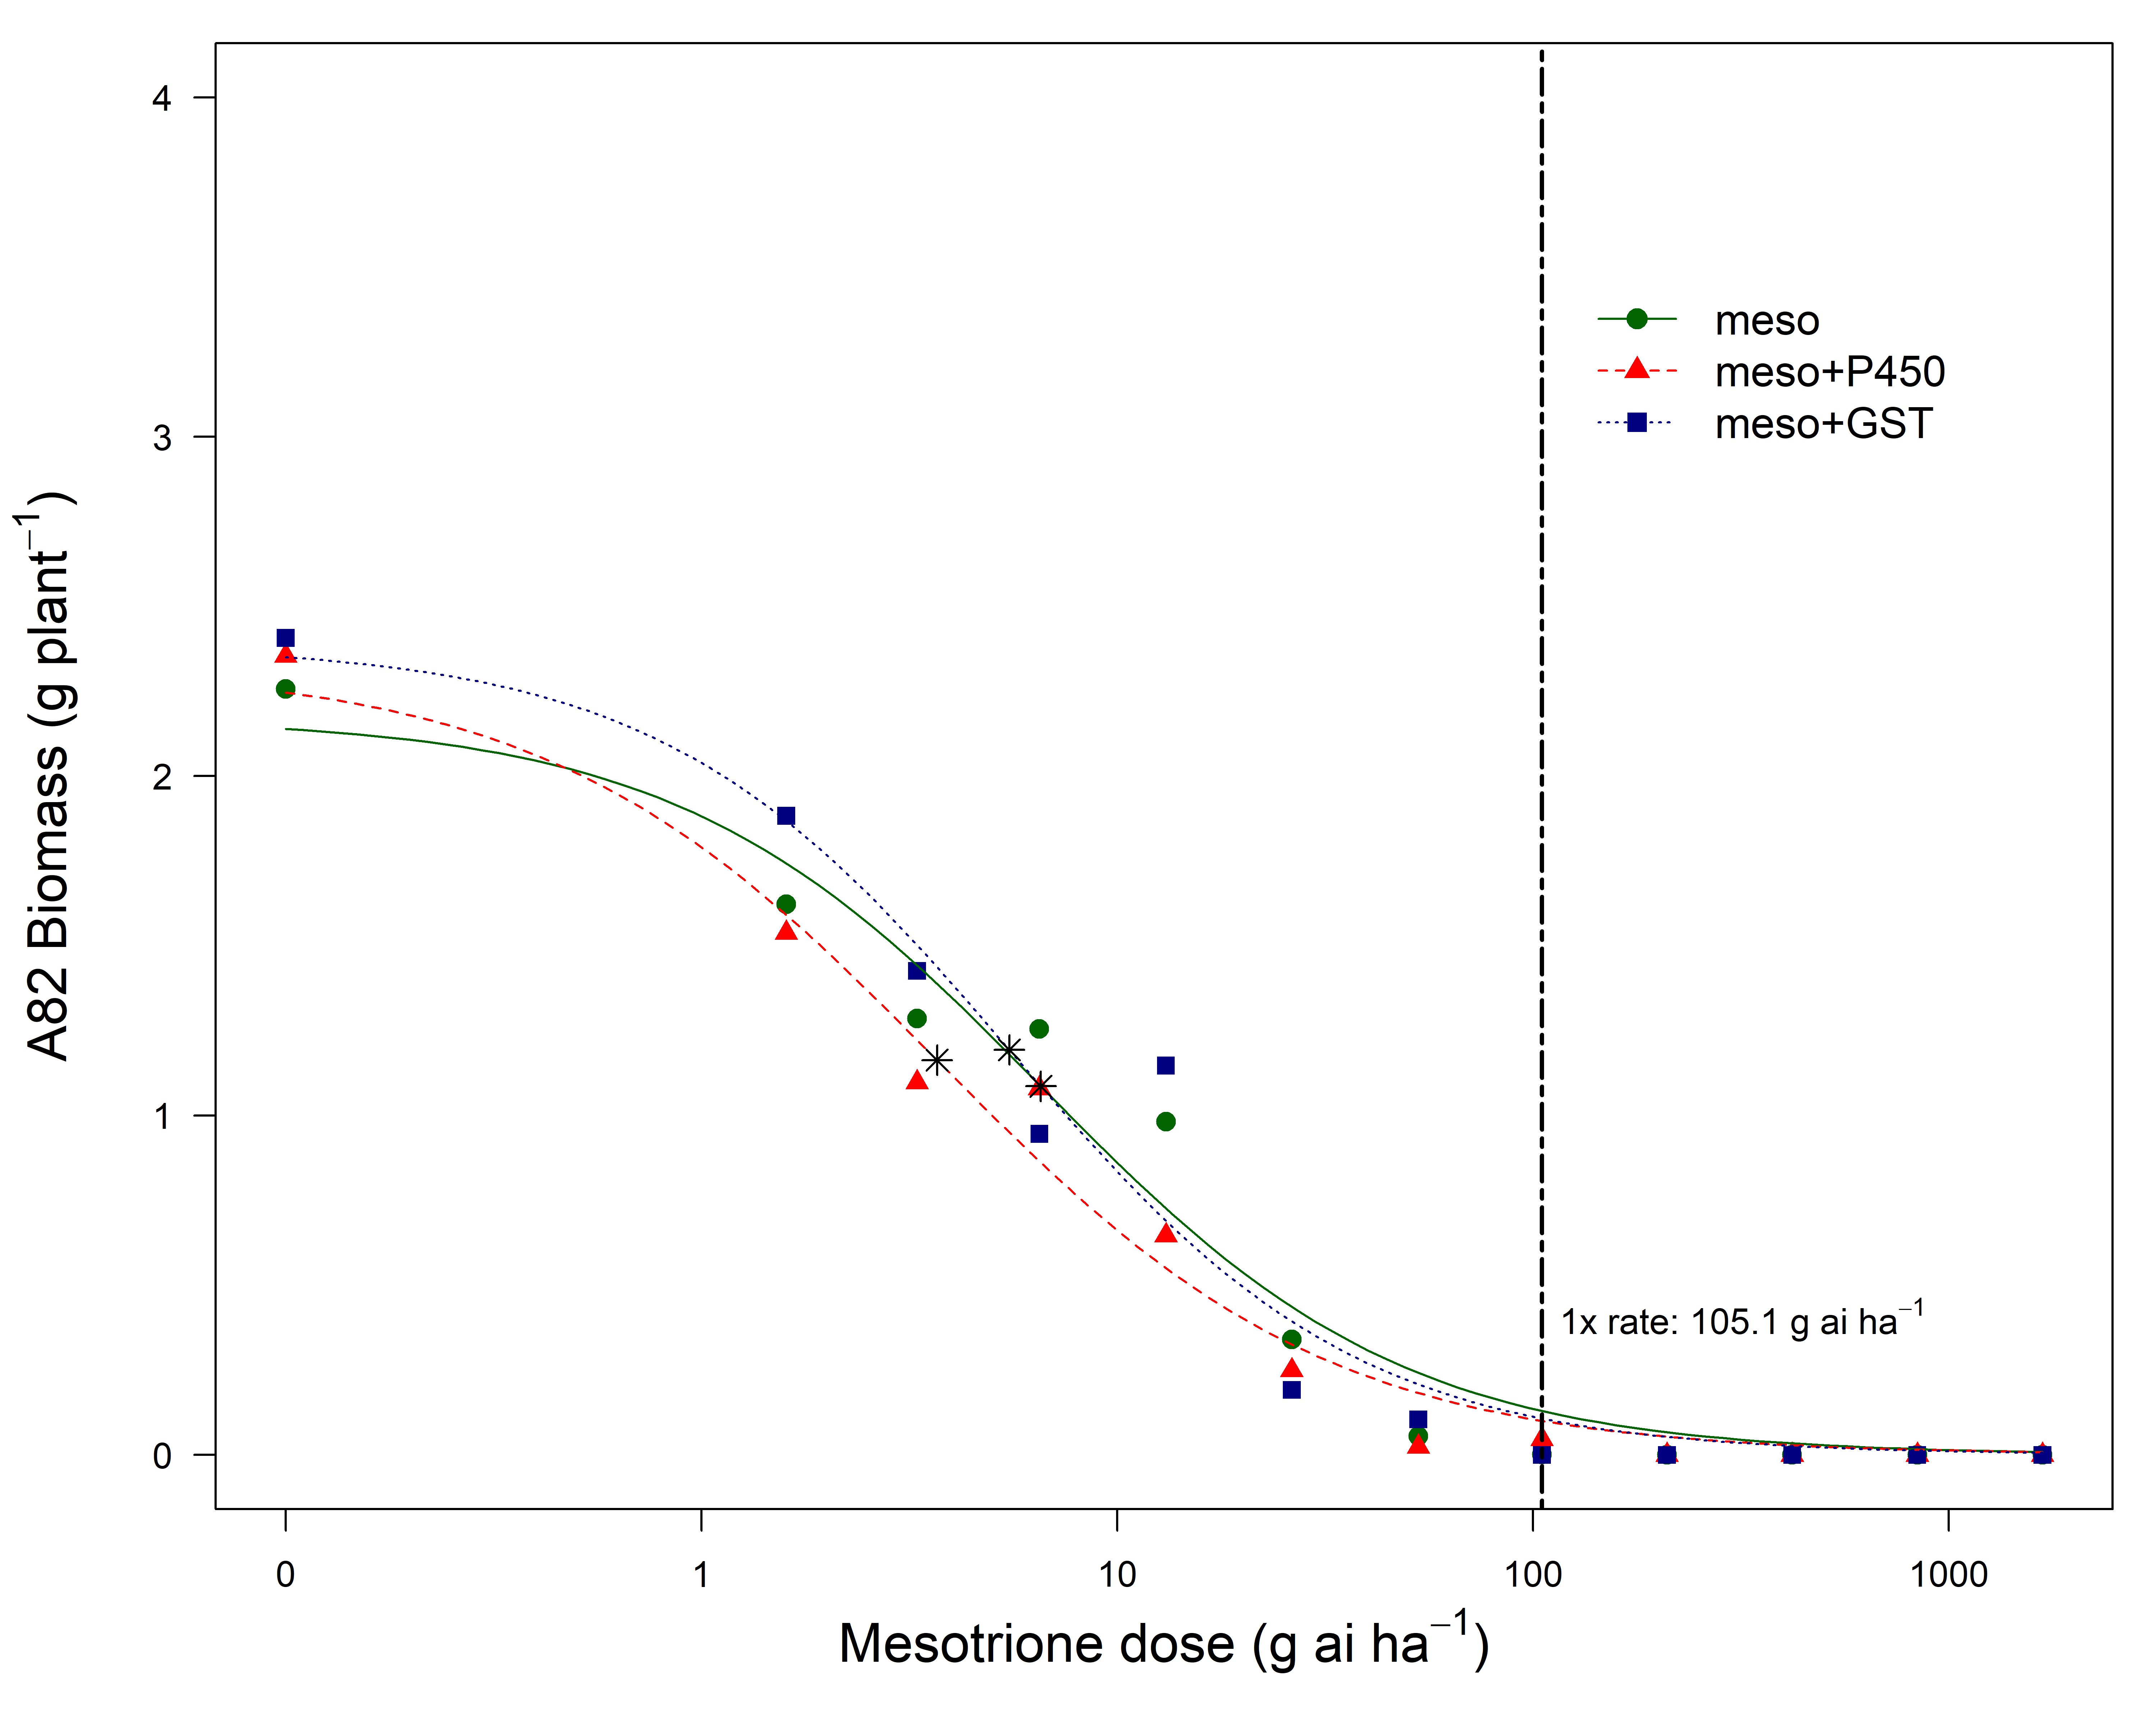 4
3
2
1
0
A82 Biomass (g plant⁻¹)
meso
meso+P450
meso+GST
1x rate: 105.1 g ai ha⁻¹
0 1 10 100 1000
Mesotrione dose (g ai ha⁻¹)